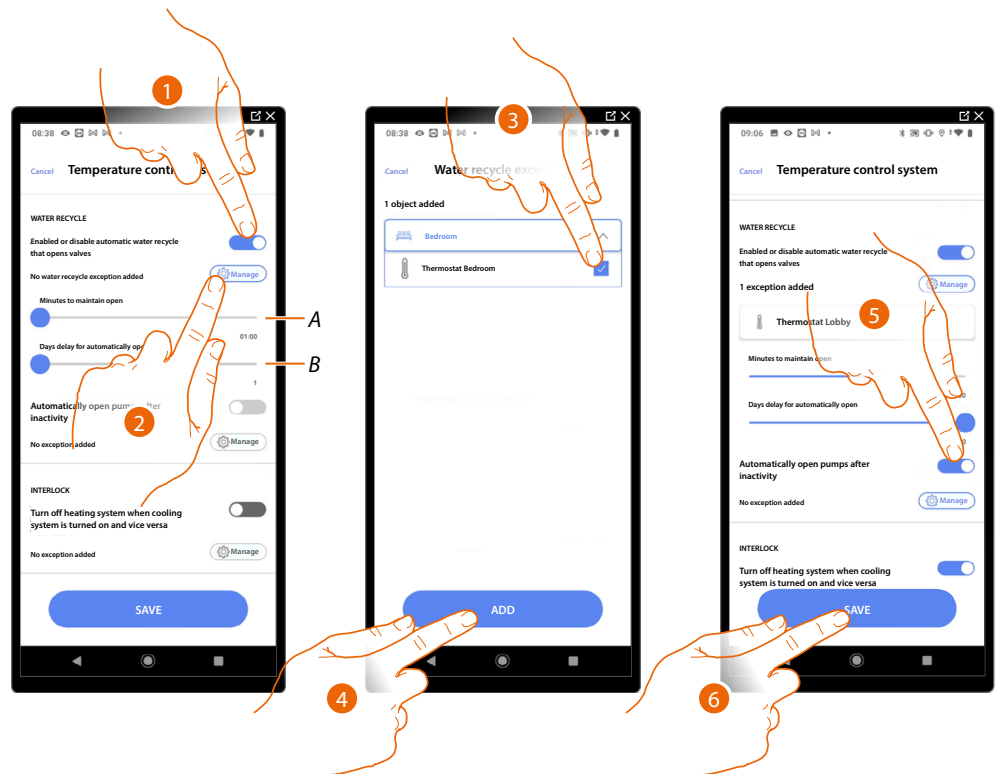 1
08:38
Cancel Temperature cont s
WATER RECYCLE
Enabled or disable automatic water recycle
that opens valves
No water recycle exception added
Manage
Minutes to maintain open
A
01:00
Days delay for automatically op
B
1
Automatically open pumps after
inactivity
2
No exception added
Manage
INTERLOCK
Turn off heating system when cooling
system is turned on and vice versa
No exception added
Manage
SAVE
3
08:38
Cancel Water recycle exce
1 object added
Bedroom
Thermostat Bedroom
ADD
4
09:06
Cancel Temperature control system
WATER RECYCLE
Enabled or disable automatic water recycle
that opens valves
1 exception added
Manage
5
Thermostat Lobby
Minutes to maintain open
0
Days delay for automatically open
0
Automatically open pumps after
inactivity
No exception added
Manage
INTERLOCK
Turn off heating system when cooling
system is turned on and vice versa
SAVE
6